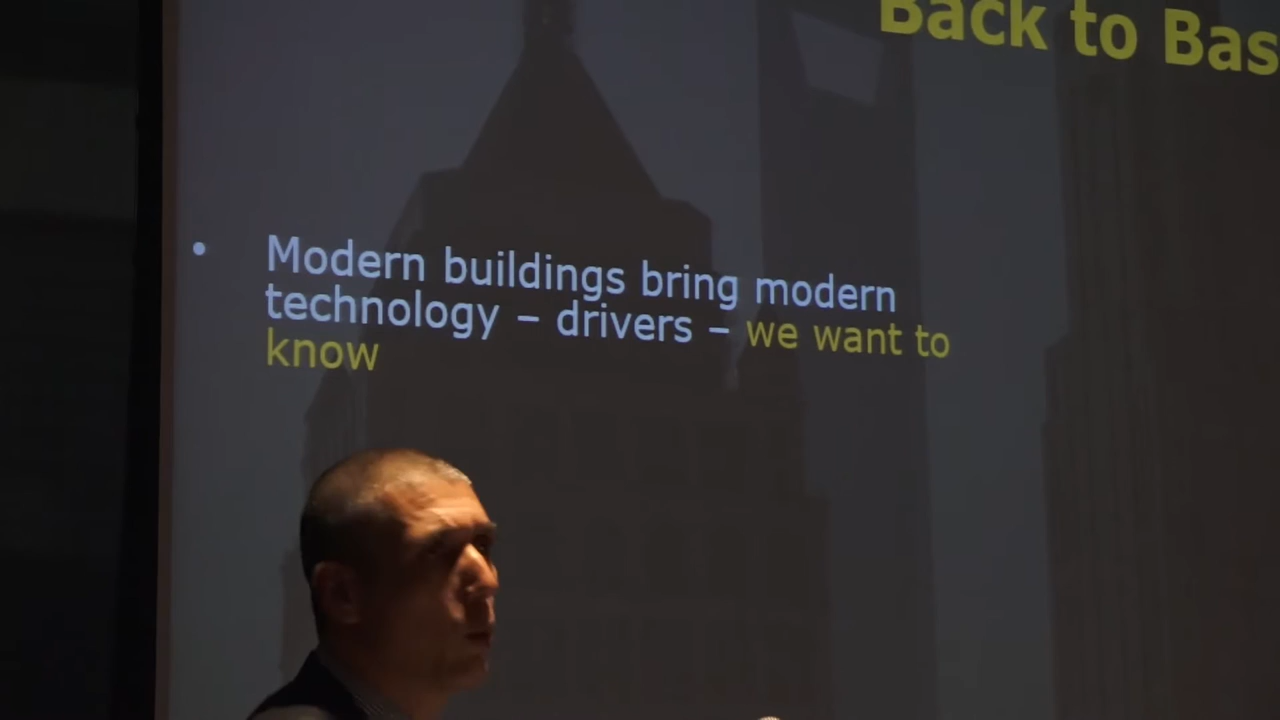 Back to Bas
• Modern buildings bring modern
technology – drivers – we want to
know